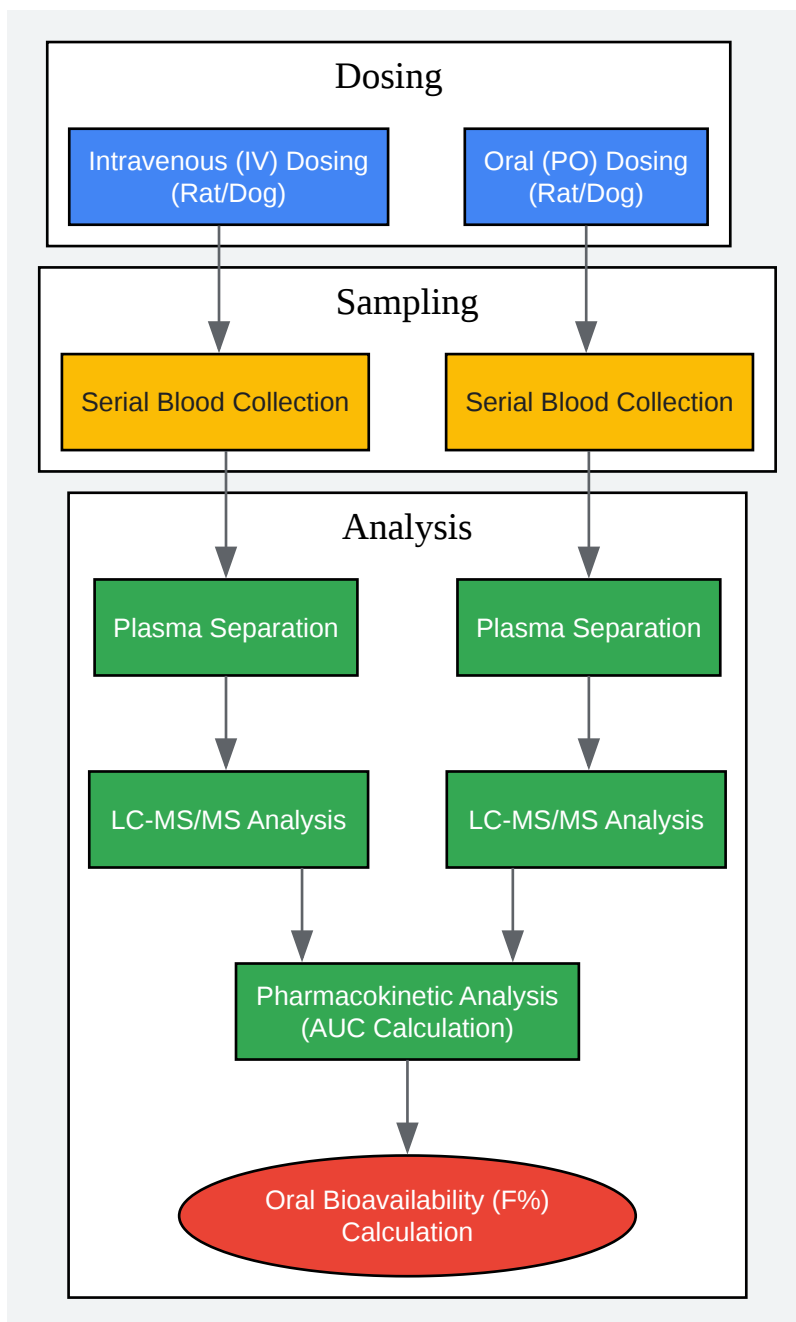 Dosing
Intravenous (IV) Dosing
(Rat/Dog)
Oral (PO) Dosing
(Rat/Dog)
Sampling
Serial Blood Collection
Serial Blood Collection
Analysis
Plasma Separation
Plasma Separation
LC-MS/MS Analysis
LC-MS/MS Analysis
Pharmacokinetic Analysis
(AUC Calculation)
Oral Bioavailability (F%)
Calculation